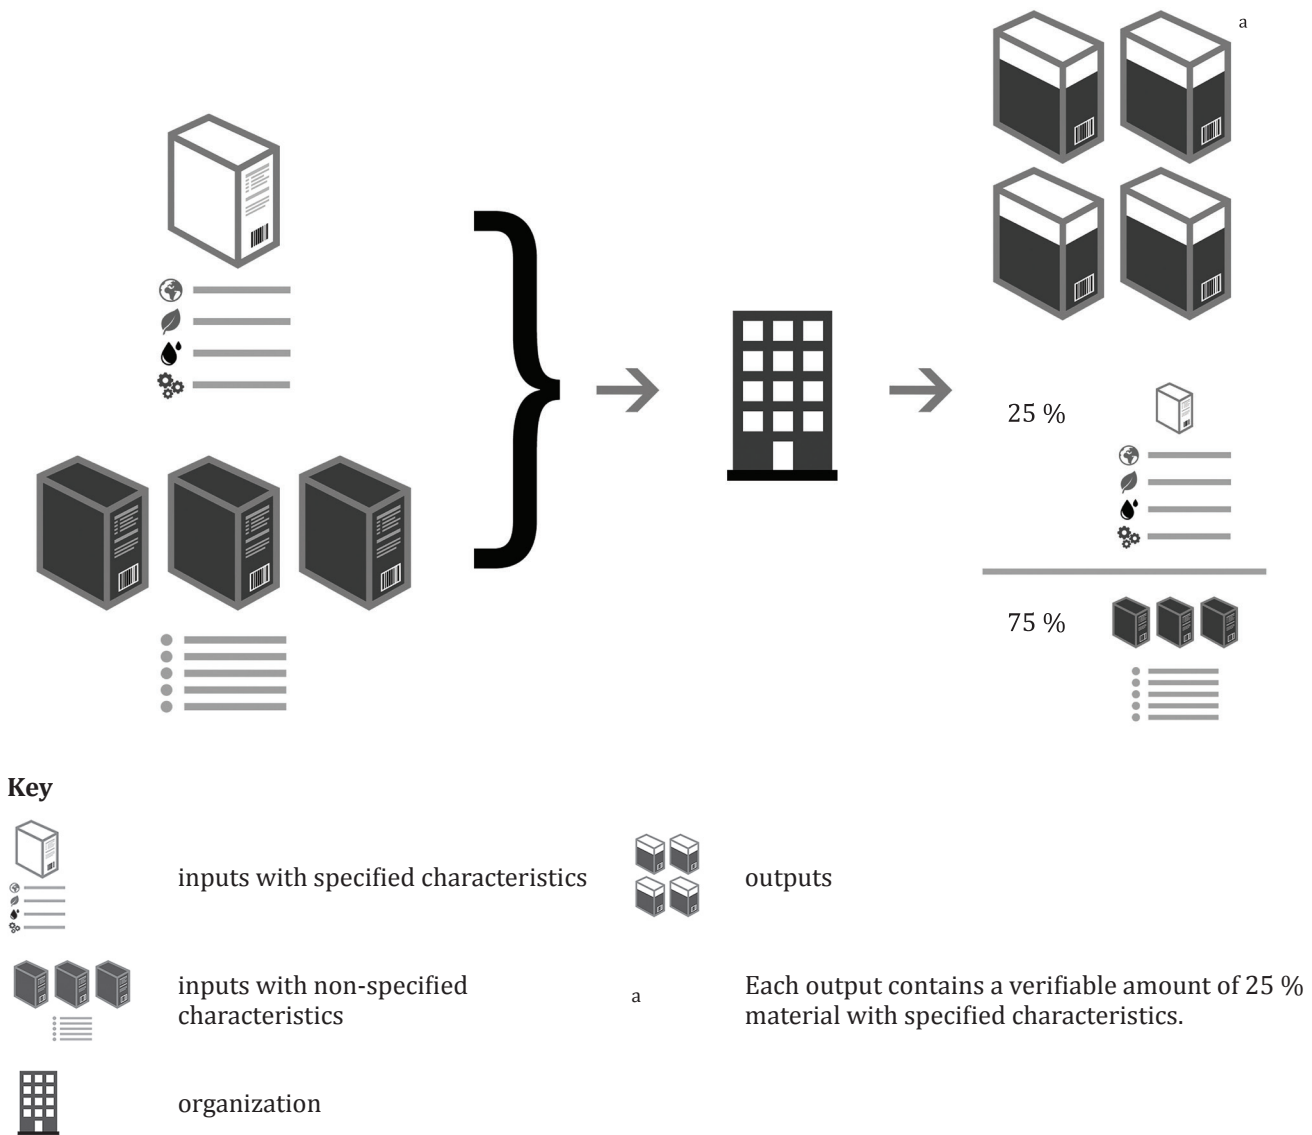 a
25 %
75 %
Key
inputs with specified characteristics
outputs
inputs with non-specified
characteristics
a
Each output contains a verifiable amount of 25 %
material with specified characteristics.
organization